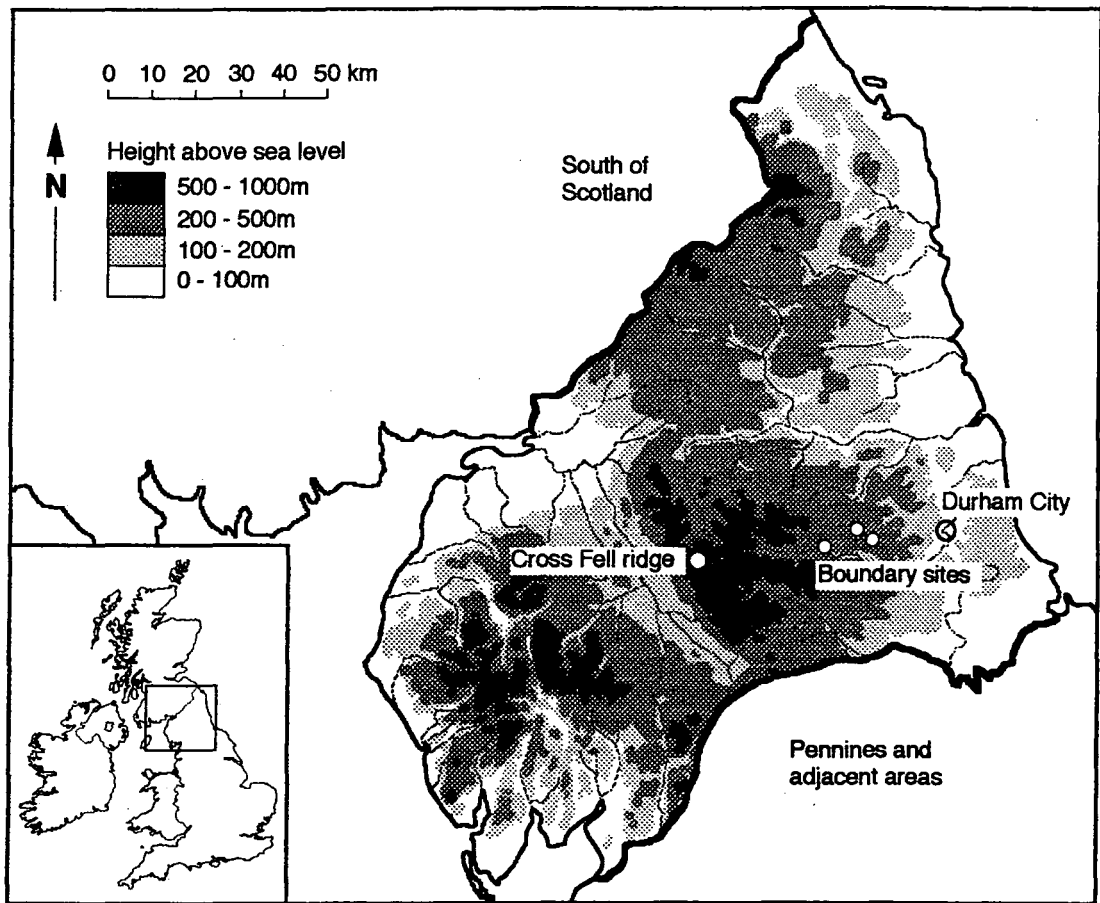 0 10 20 30 40 50 km
N
Height above sea level
500 - 1000m
200 - 500m
100 - 200m
0 - 100m
South of
Scotland
Durham City
Cross Fell ridge
Boundary sites
Pennines and
adjacent areas